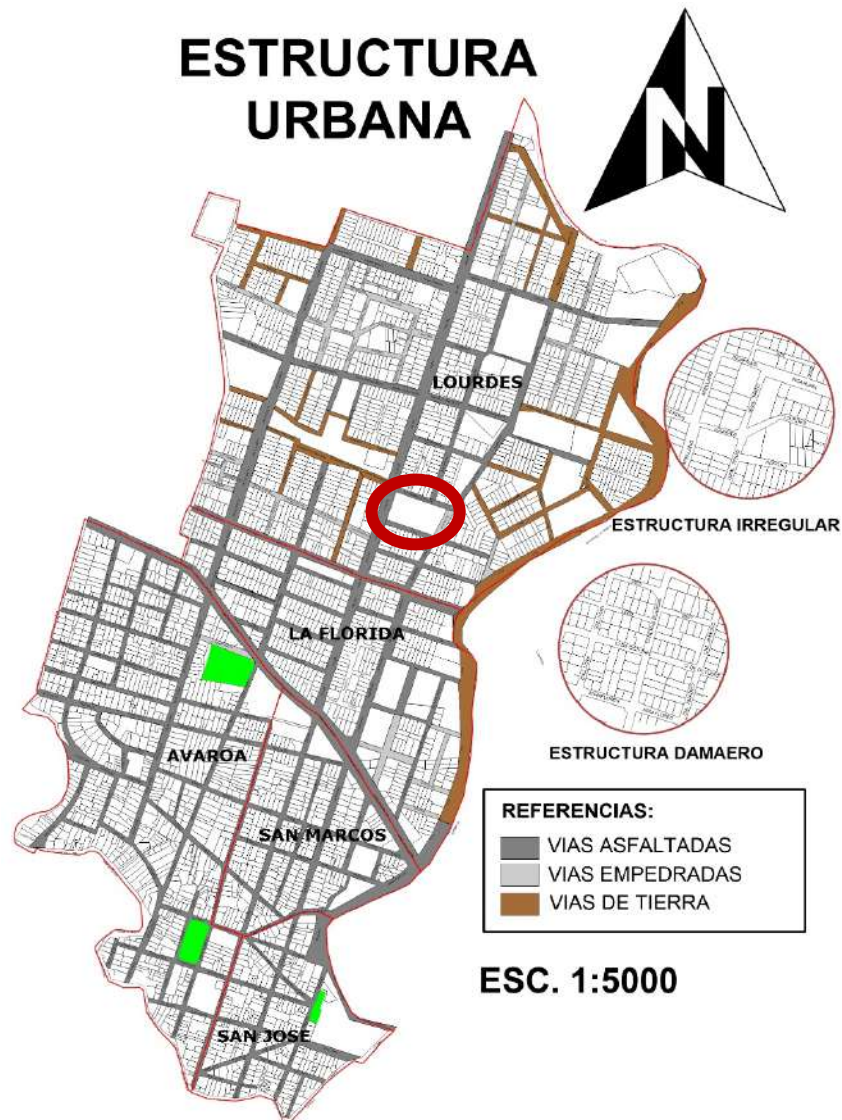 ESTRUCTURA
URBANA
N
LOURDES
ESTRUCTURA IRREGULAR
LA FLORIDA
ESTRUCTURA DAMAERO
AVAROA
SAN MARCOS
REFERENCIAS:
VIAS ASFALTADAS
VIAS EMPEDRADAS
VIAS DE TIERRA
ESC. 1:5000
SAN JOSE